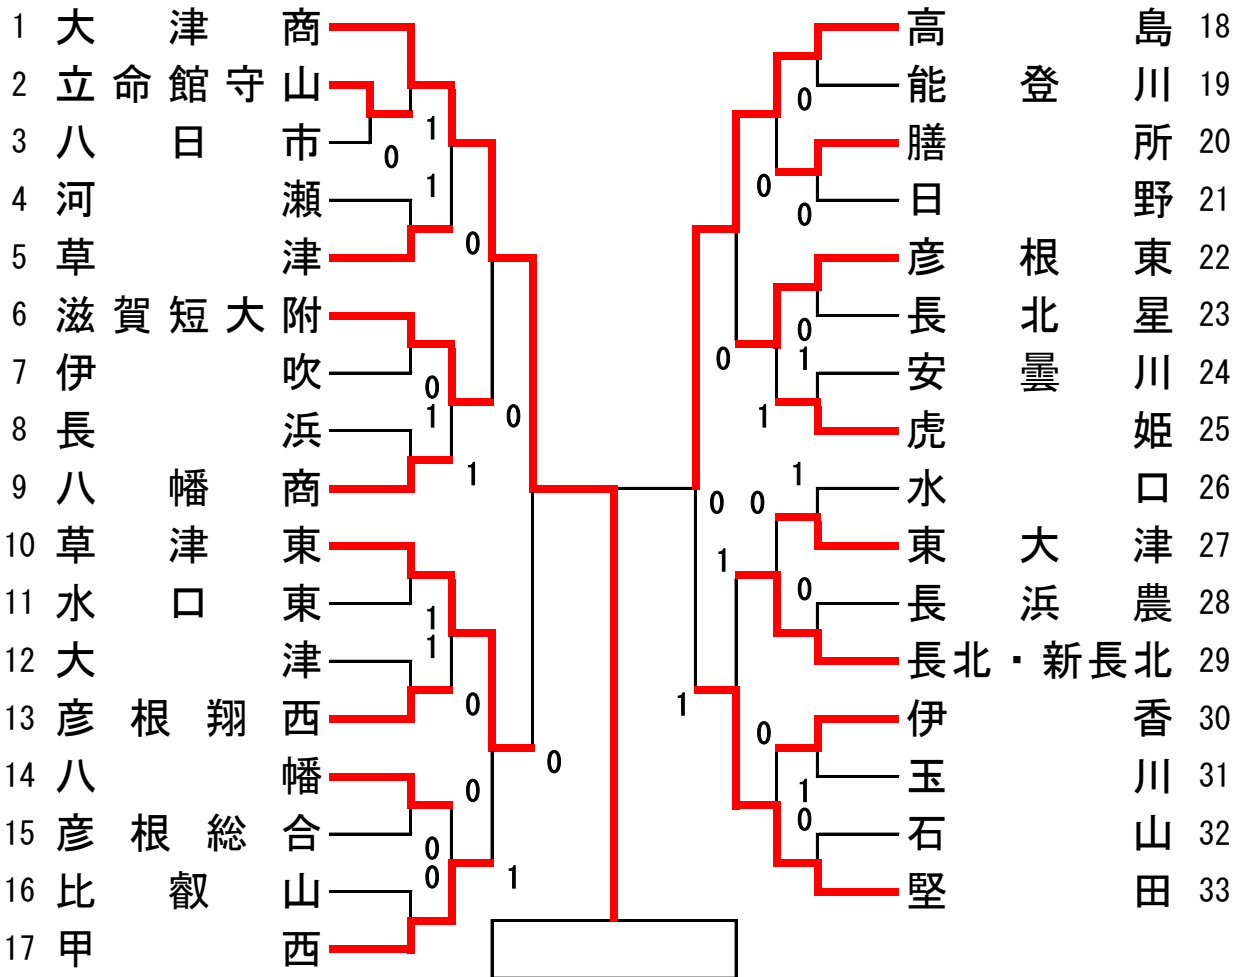 1 大津商
2 立命館守山
3 八日市
4 河瀬
5 草津
6 滋賀短大附
7 伊吹
8 長浜
9 八幡商
10 草津東
11 水口東
12 大津
13 彦根翔西
14 八幡
15 彦根総合
16 比叡山
17 甲西
1
0
1
0
0
1
0
1
1
1
0
0
0
0
0
1
高島 18
能登川 19
膳所 20
日野 21
彦根東 22
長北星 23
安曇川 24
虎姫 25
水口 26
東大津 27
長浜農 28
長北・新長北 29
伊香 30
玉川 31
石山 32
堅田 33
0
0
0
0
0
1
1
1
0
0
1
0
1
0
1
0